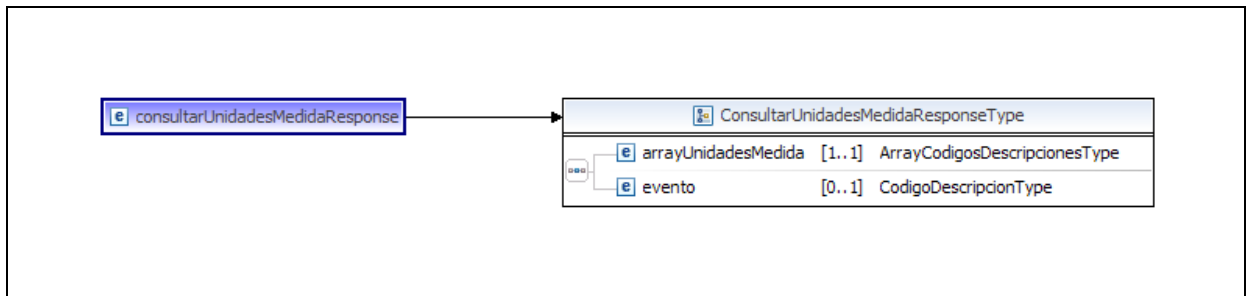 e consultarUnidadesMedidaResponse
ConsultarUnidadesMedidaResponseType
e arrayUnidadesMedida [1..1] ArrayCodigosDescripcionesType
e evento [0..1] CodigoDescripcionType